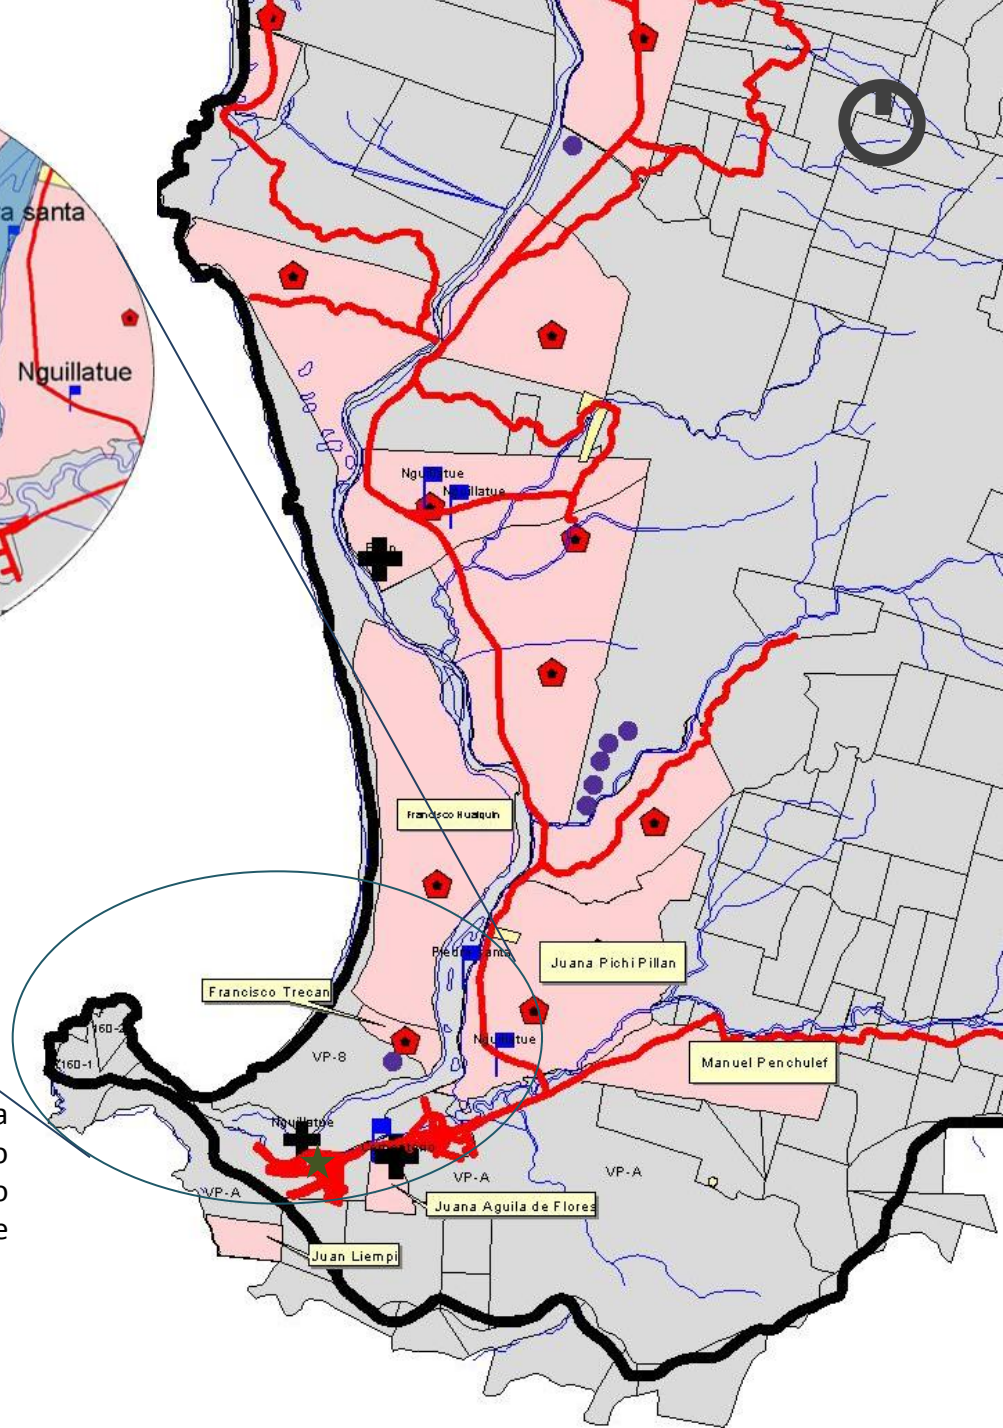 a santa
Nguillatue
Nguillatue
Nguillatue
Francisco Hualquin
Piedra Santa
Juana Pichi Pillan
Francisco Trecan
160-2
160-1
VP-8
Nguillatue
Manuel Penchulef
a
o
o
e
Nguillatue
VP-A
VP-A
VP-A
Juana Aguila de Flores
Juan Liempi